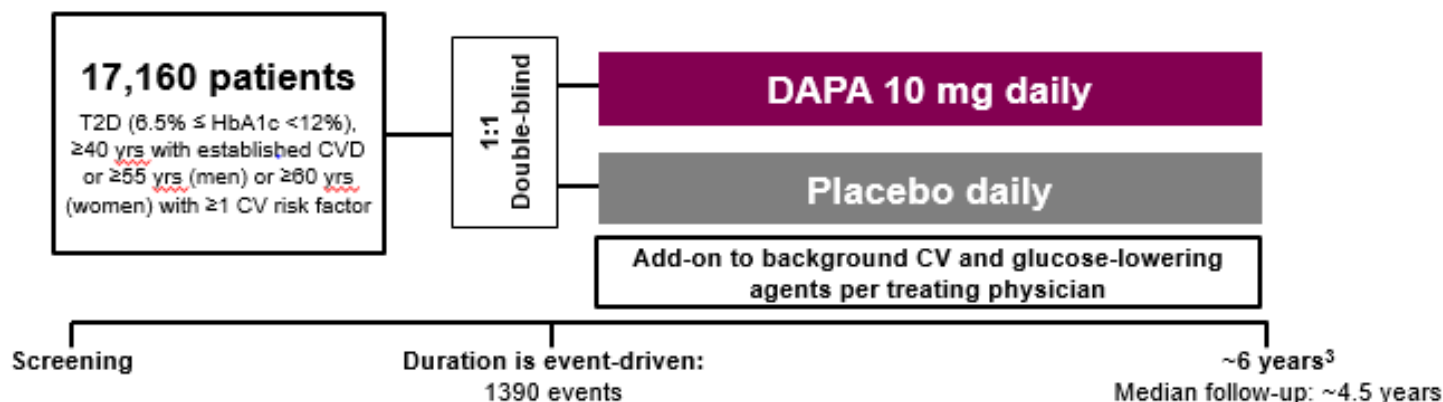 17,160 patients
T2D (6.5% ≤ HbA1c <12%),
≥40 yrs with established CVD
or ≥55 yrs (men) or ≥60 yrs
(women) with ≥1 CV risk factor
1:1
Double-blind
DAPA 10 mg daily
Placebo daily
Add-on to background CV and glucose-lowering
agents per treating physician
Screening
Duration is event-driven:
1390 events
~6 years³
Median follow-up: ~4.5 years